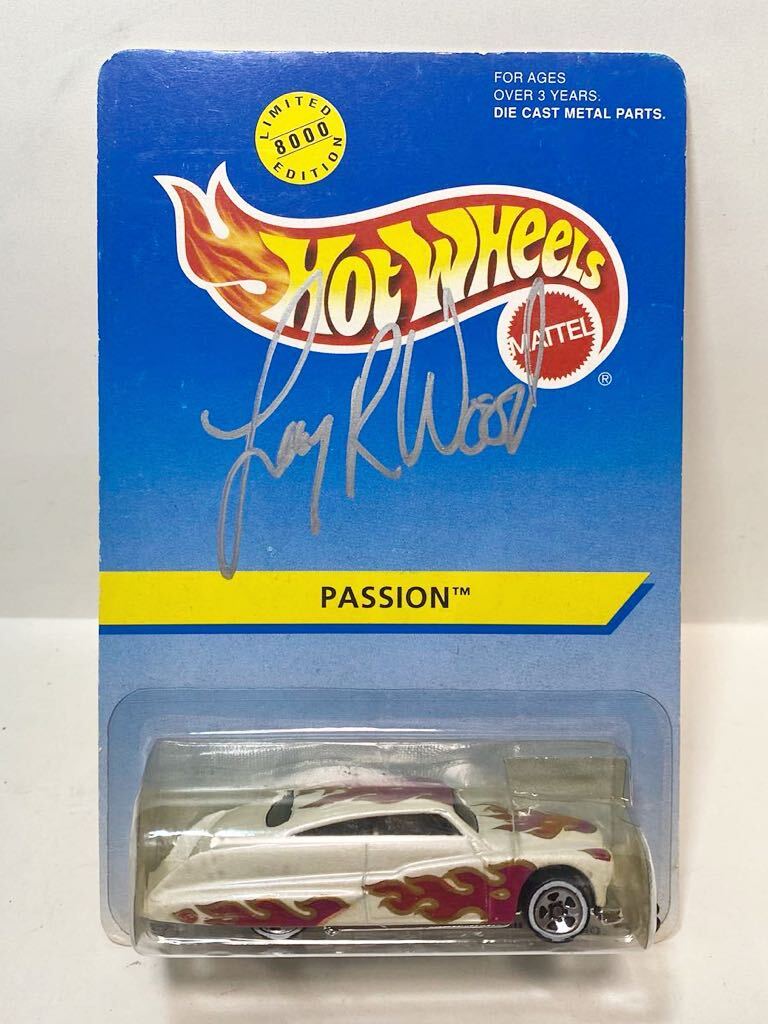 FOR AGES
OVER 3 YEARS.
DIE CAST METAL PARTS.
LIMITED
8000
EDITION
HOT WHEELS
MATTEL
®
Larry R Wood
PASSION™